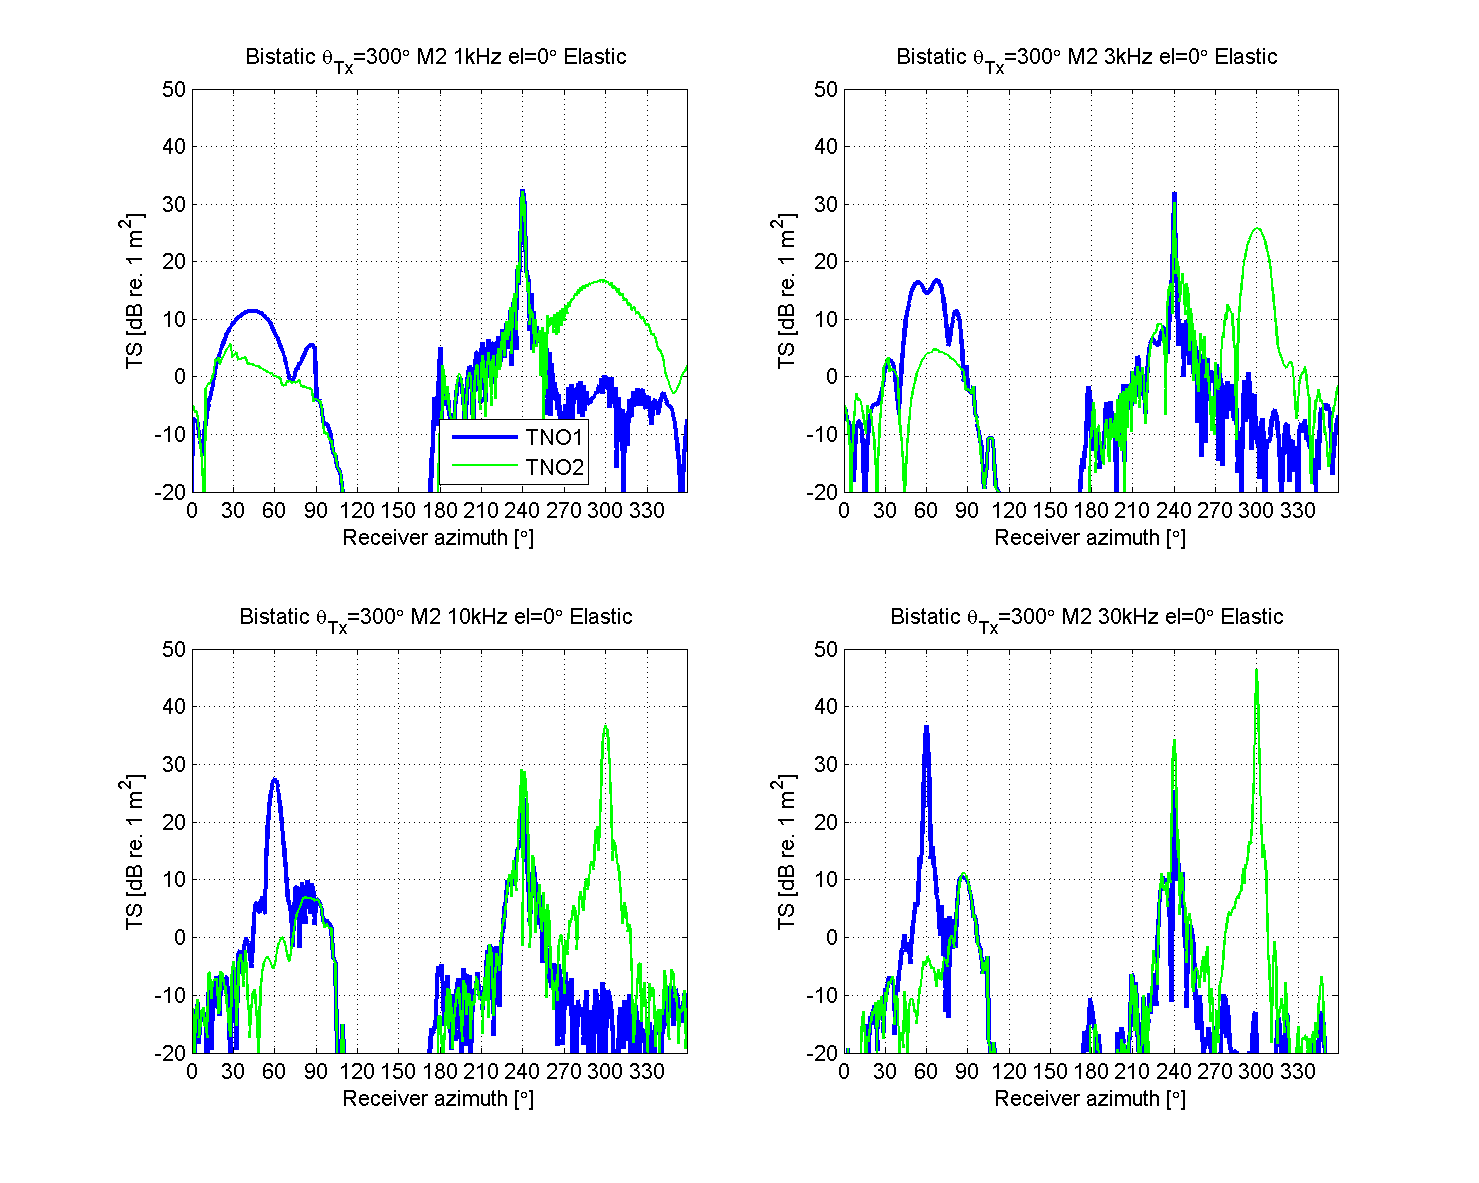 Bistatic θTx=300° M2 1kHz el=0° Elastic
50
40
30
20
10
0
-10
-20
TS [dB re. 1 m2]
TNO1
TNO2
0 30 60 90 120 150 180 210 240 270 300 330
Receiver azimuth [°]
Bistatic θTx=300° M2 3kHz el=0° Elastic
50
40
30
20
10
0
-10
-20
TS [dB re. 1 m2]
0 30 60 90 120 150 180 210 240 270 300 330
Receiver azimuth [°]
Bistatic θTx=300° M2 10kHz el=0° Elastic
50
40
30
20
10
0
-10
-20
TS [dB re. 1 m2]
0 30 60 90 120 150 180 210 240 270 300 330
Receiver azimuth [°]
Bistatic θTx=300° M2 30kHz el=0° Elastic
50
40
30
20
10
0
-10
-20
TS [dB re. 1 m2]
0 30 60 90 120 150 180 210 240 270 300 330
Receiver azimuth [°]